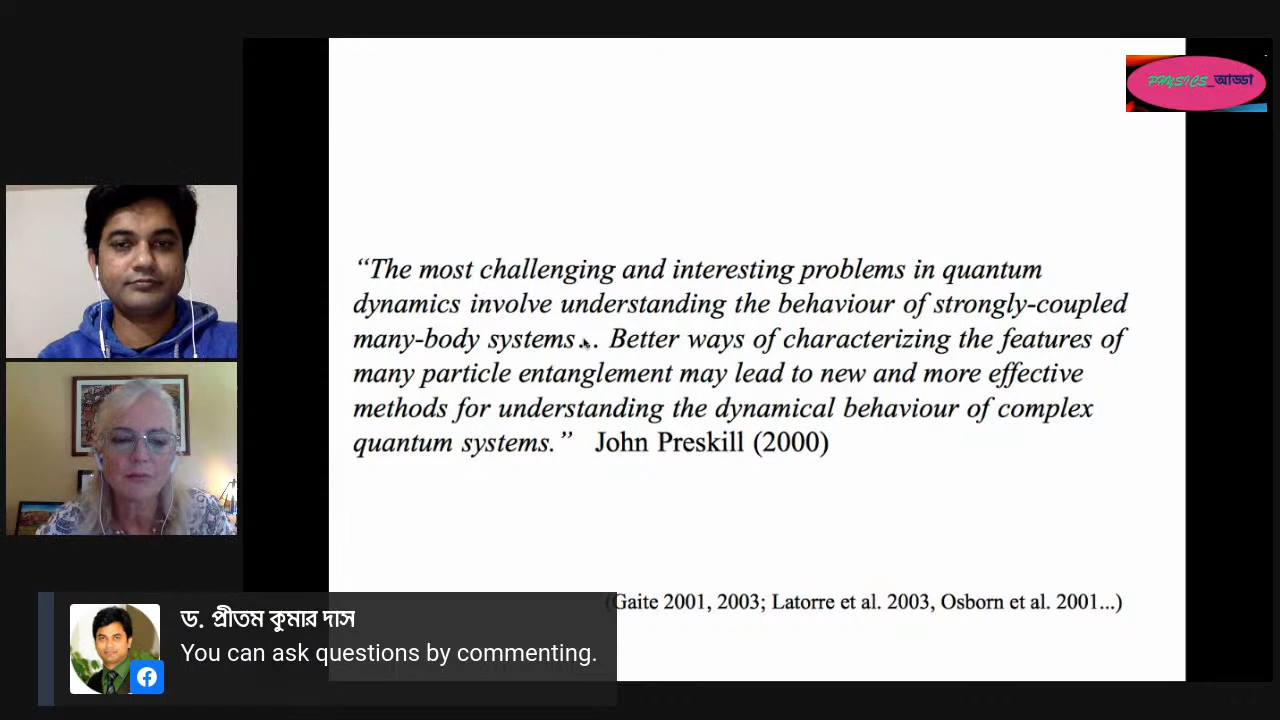 PHYSICS_আড্ডা
“The most challenging and interesting problems in quantum
dynamics involve understanding the behaviour of strongly-coupled
many-body systems... Better ways of characterizing the features of
many particle entanglement may lead to new and more effective
methods for understanding the dynamical behaviour of complex
quantum systems.” John Preskill (2000)
(Gaite 2001, 2003; Latorre et al. 2003, Osborn et al. 2001...)
ড. প্রীতম কুমার দাস
You can ask questions by commenting.